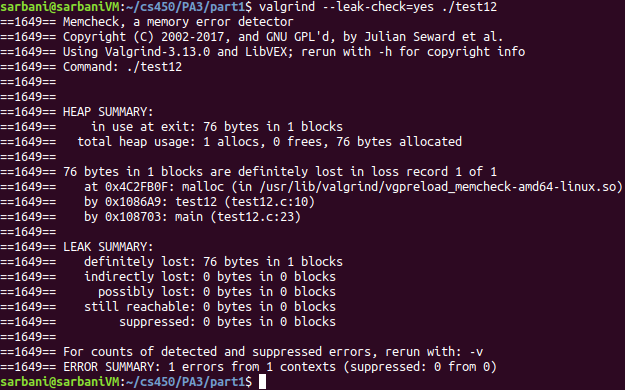 sarbani@sarbaniVM:~/cs450/PA3/part1$ valgrind --leak-check=yes ./test12
==1649== Memcheck, a memory error detector
==1649== Copyright (C) 2002-2017, and GNU GPL'd, by Julian Seward et al.
==1649== Using Valgrind-3.13.0 and LibVEX; rerun with -h for copyright info
==1649== Command: ./test12
==1649==
==1649==
==1649== HEAP SUMMARY:
==1649==     in use at exit: 76 bytes in 1 blocks
==1649==   total heap usage: 1 allocs, 0 frees, 76 bytes allocated
==1649==
==1649== 76 bytes in 1 blocks are definitely lost in loss record 1 of 1
==1649==    at 0x4C2FB0F: malloc (in /usr/lib/valgrind/vgpreload_memcheck-amd64-linux.so)
==1649==    by 0x1086A9: test12 (test12.c:10)
==1649==    by 0x108703: main (test12.c:23)
==1649==
==1649== LEAK SUMMARY:
==1649==    definitely lost: 76 bytes in 1 blocks
==1649==    indirectly lost: 0 bytes in 0 blocks
==1649==      possibly lost: 0 bytes in 0 blocks
==1649==    still reachable: 0 bytes in 0 blocks
==1649==         suppressed: 0 bytes in 0 blocks
==1649==
==1649== For counts of detected and suppressed errors, rerun with: -v
==1649== ERROR SUMMARY: 1 errors from 1 contexts (suppressed: 0 from 0)
sarbani@sarbaniVM:~/cs450/PA3/part1$